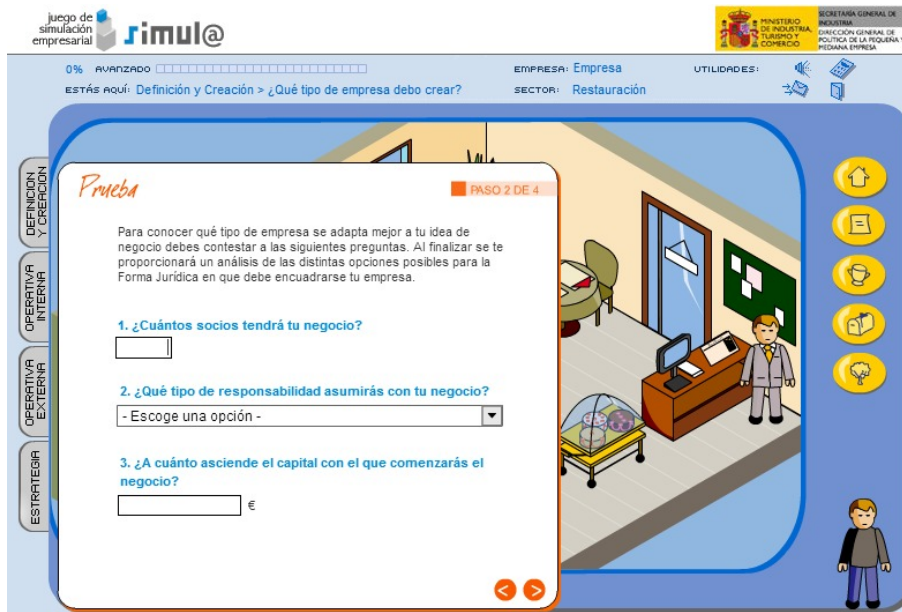 juego de
simulación
empresarial
simul@
MINISTERIO
DE INDUSTRIA,
TURISMO Y
COMERCIO
SECRETARÍA GENERAL DE
INDUSTRIA
DIRECCIÓN GENERAL DE
POLÍTICA DE LA PEQUEÑA Y
MEDIANA EMPRESA
0% AVANZADO
EMPRESA: Empresa
UTILIDADES:
ESTÁS AQUÍ: Definición y Creación > ¿Qué tipo de empresa debo crear?
SECTOR: Restauración
DEFINICION
Y CREACION
OPERATIVA
INTERNA
OPERATIVA
EXTERNA
ESTRATEGIA
Prueba
PASO 2 DE 4
Para conocer qué tipo de empresa se adapta mejor a tu idea de
negocio debes contestar a las siguientes preguntas. Al finalizar se te
proporcionará un análisis de las distintas opciones posibles para la
Forma Jurídica en que debe encuadrarse tu empresa.
1. ¿Cuántos socios tendrá tu negocio?
2. ¿Qué tipo de responsabilidad asumirás con tu negocio?
- Escoge una opción -
3. ¿A cuánto asciende el capital con el que comenzarás el
negocio?
€